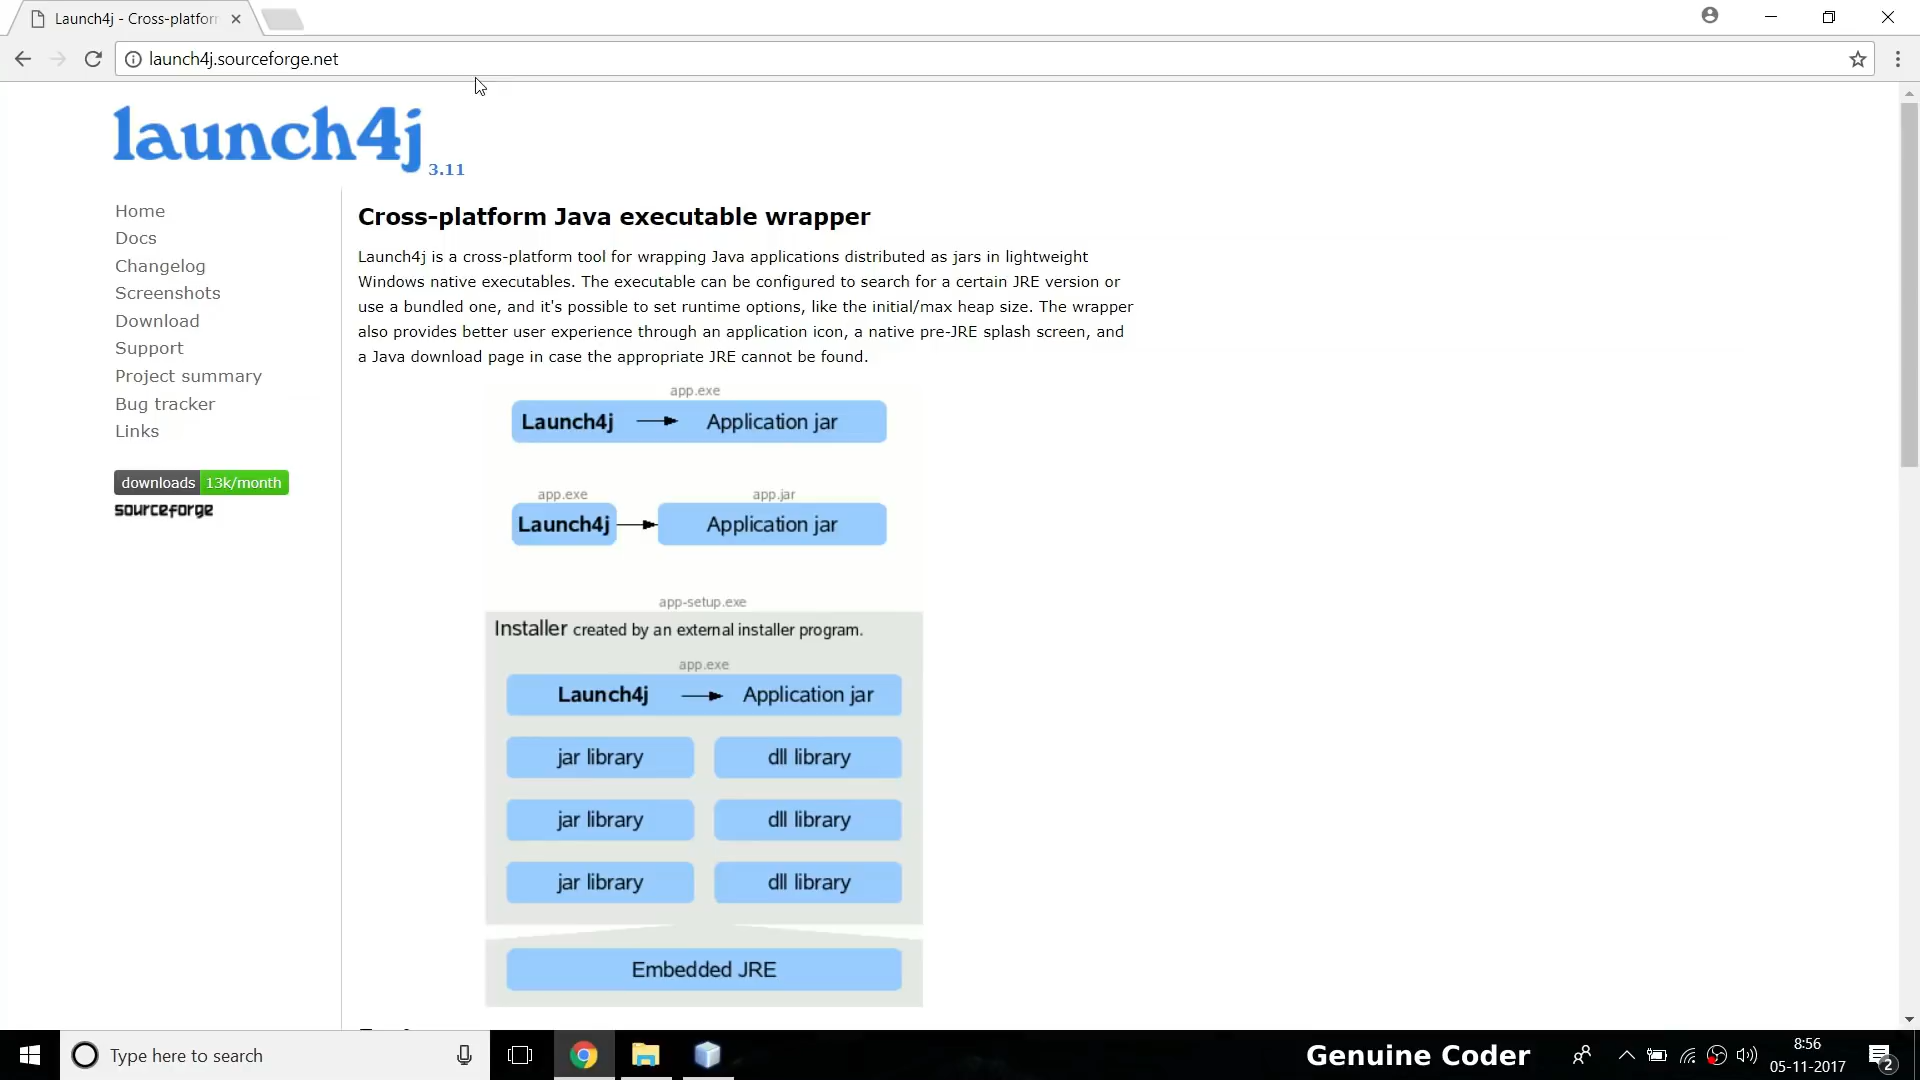 Launch4j - Cross-platform
launch4j.sourceforge.net
launch4j 3.11
Home
Docs
Changelog
Screenshots
Download
Support
Project summary
Bug tracker
Links
downloads 13k/month
sourceforge
Cross-platform Java executable wrapper
Launch4j is a cross-platform tool for wrapping Java applications distributed as jars in lightweight
Windows native executables. The executable can be configured to search for a certain JRE version or
use a bundled one, and it's possible to set runtime options, like the initial/max heap size. The wrapper
also provides better user experience through an application icon, a native pre-JRE splash screen, and
a Java download page in case the appropriate JRE cannot be found.
app.exe
Launch4j Application jar
app.exe app.jar
Launch4j Application jar
app-setup.exe
Installer created by an external installer program.
app.exe
Launch4j Application jar
jar library dll library
jar library dll library
jar library dll library
Embedded JRE
Type here to search
Genuine Coder
8:56
05-11-2017
2